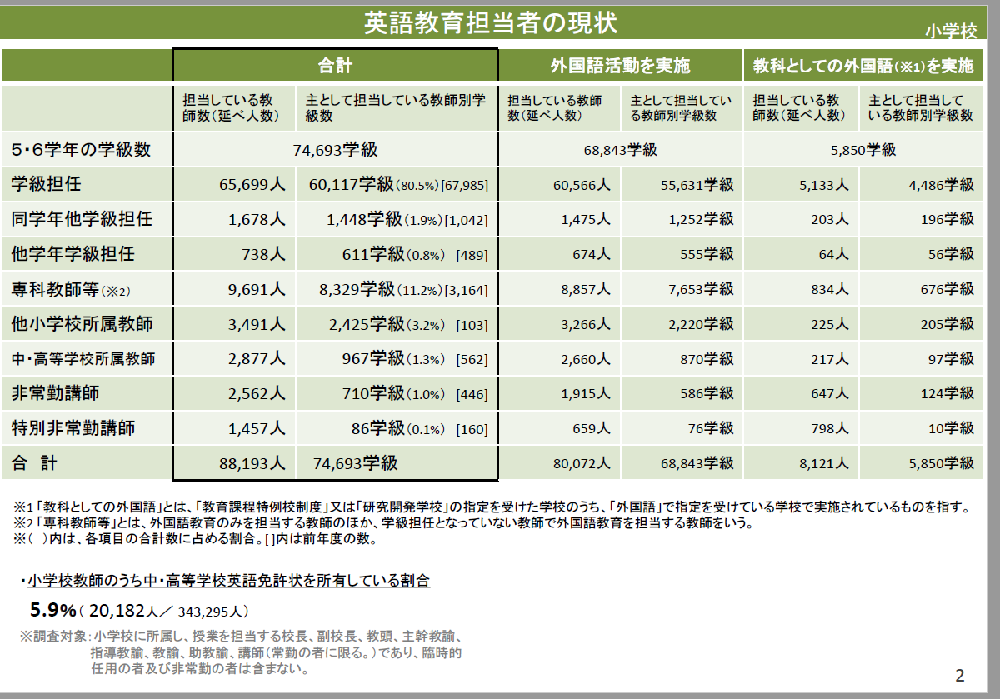 英語教育担当者の現状
小学校
合計 外国語活動を実施 教科としての外国語(※1)を実施
担当している教師数(延べ人数) 主として担当している教師別学級数 担当している教師数(延べ人数) 主として担当している教師別学級数 担当している教師数(延べ人数) 主として担当している教師別学級数
5・6学年の学級数 74,693学級 68,843学級 5,850学級
学級担任 65,699人 60,117学級(80.5%)[67,985] 60,566人 55,631学級 5,133人 4,486学級
同学年他学級担任 1,678人 1,448学級(1.9%)[1,042] 1,475人 1,252学級 203人 196学級
他学年学級担任 738人 611学級(0.8%) [489] 674人 555学級 64人 56学級
専科教師等(※2) 9,691人 8,329学級(11.2%)[3,164] 8,857人 7,653学級 834人 676学級
他小学校所属教師 3,491人 2,425学級(3.2%) [103] 3,266人 2,220学級 225人 205学級
中・高等学校所属教師 2,877人 967学級(1.3%) [562] 2,660人 870学級 217人 97学級
非常勤講師 2,562人 710学級(1.0%) [446] 1,915人 586学級 647人 124学級
特別非常勤講師 1,457人 86学級(0.1%) [160] 659人 76学級 798人 10学級
合 計 88,193人 74,693学級 80,072人 68,843学級 8,121人 5,850学級
※1「教科としての外国語」とは、「教育課程特例校制度」又は「研究開発学校」の指定を受けた学校のうち、「外国語」で指定を受けている学校で実施されているものを指す。
※2「専科教師等」とは、外国語教育のみを担当する教師のほか、学級担任となっていない教師で外国語教育を担当する教師をいう。
※( )内は、各項目の合計数に占める割合。[ ]内は前年度の数。
・小学校教師のうち中・高等学校英語免許状を所有している割合
5.9%( 20,182人/ 343,295人)
※調査対象:小学校に所属し、授業を担当する校長、副校長、教頭、主幹教諭、
指導教諭、教諭、助教諭、講師(常勤の者に限る。)であり、臨時的
任用の者及び非常勤の者は含まない。
2